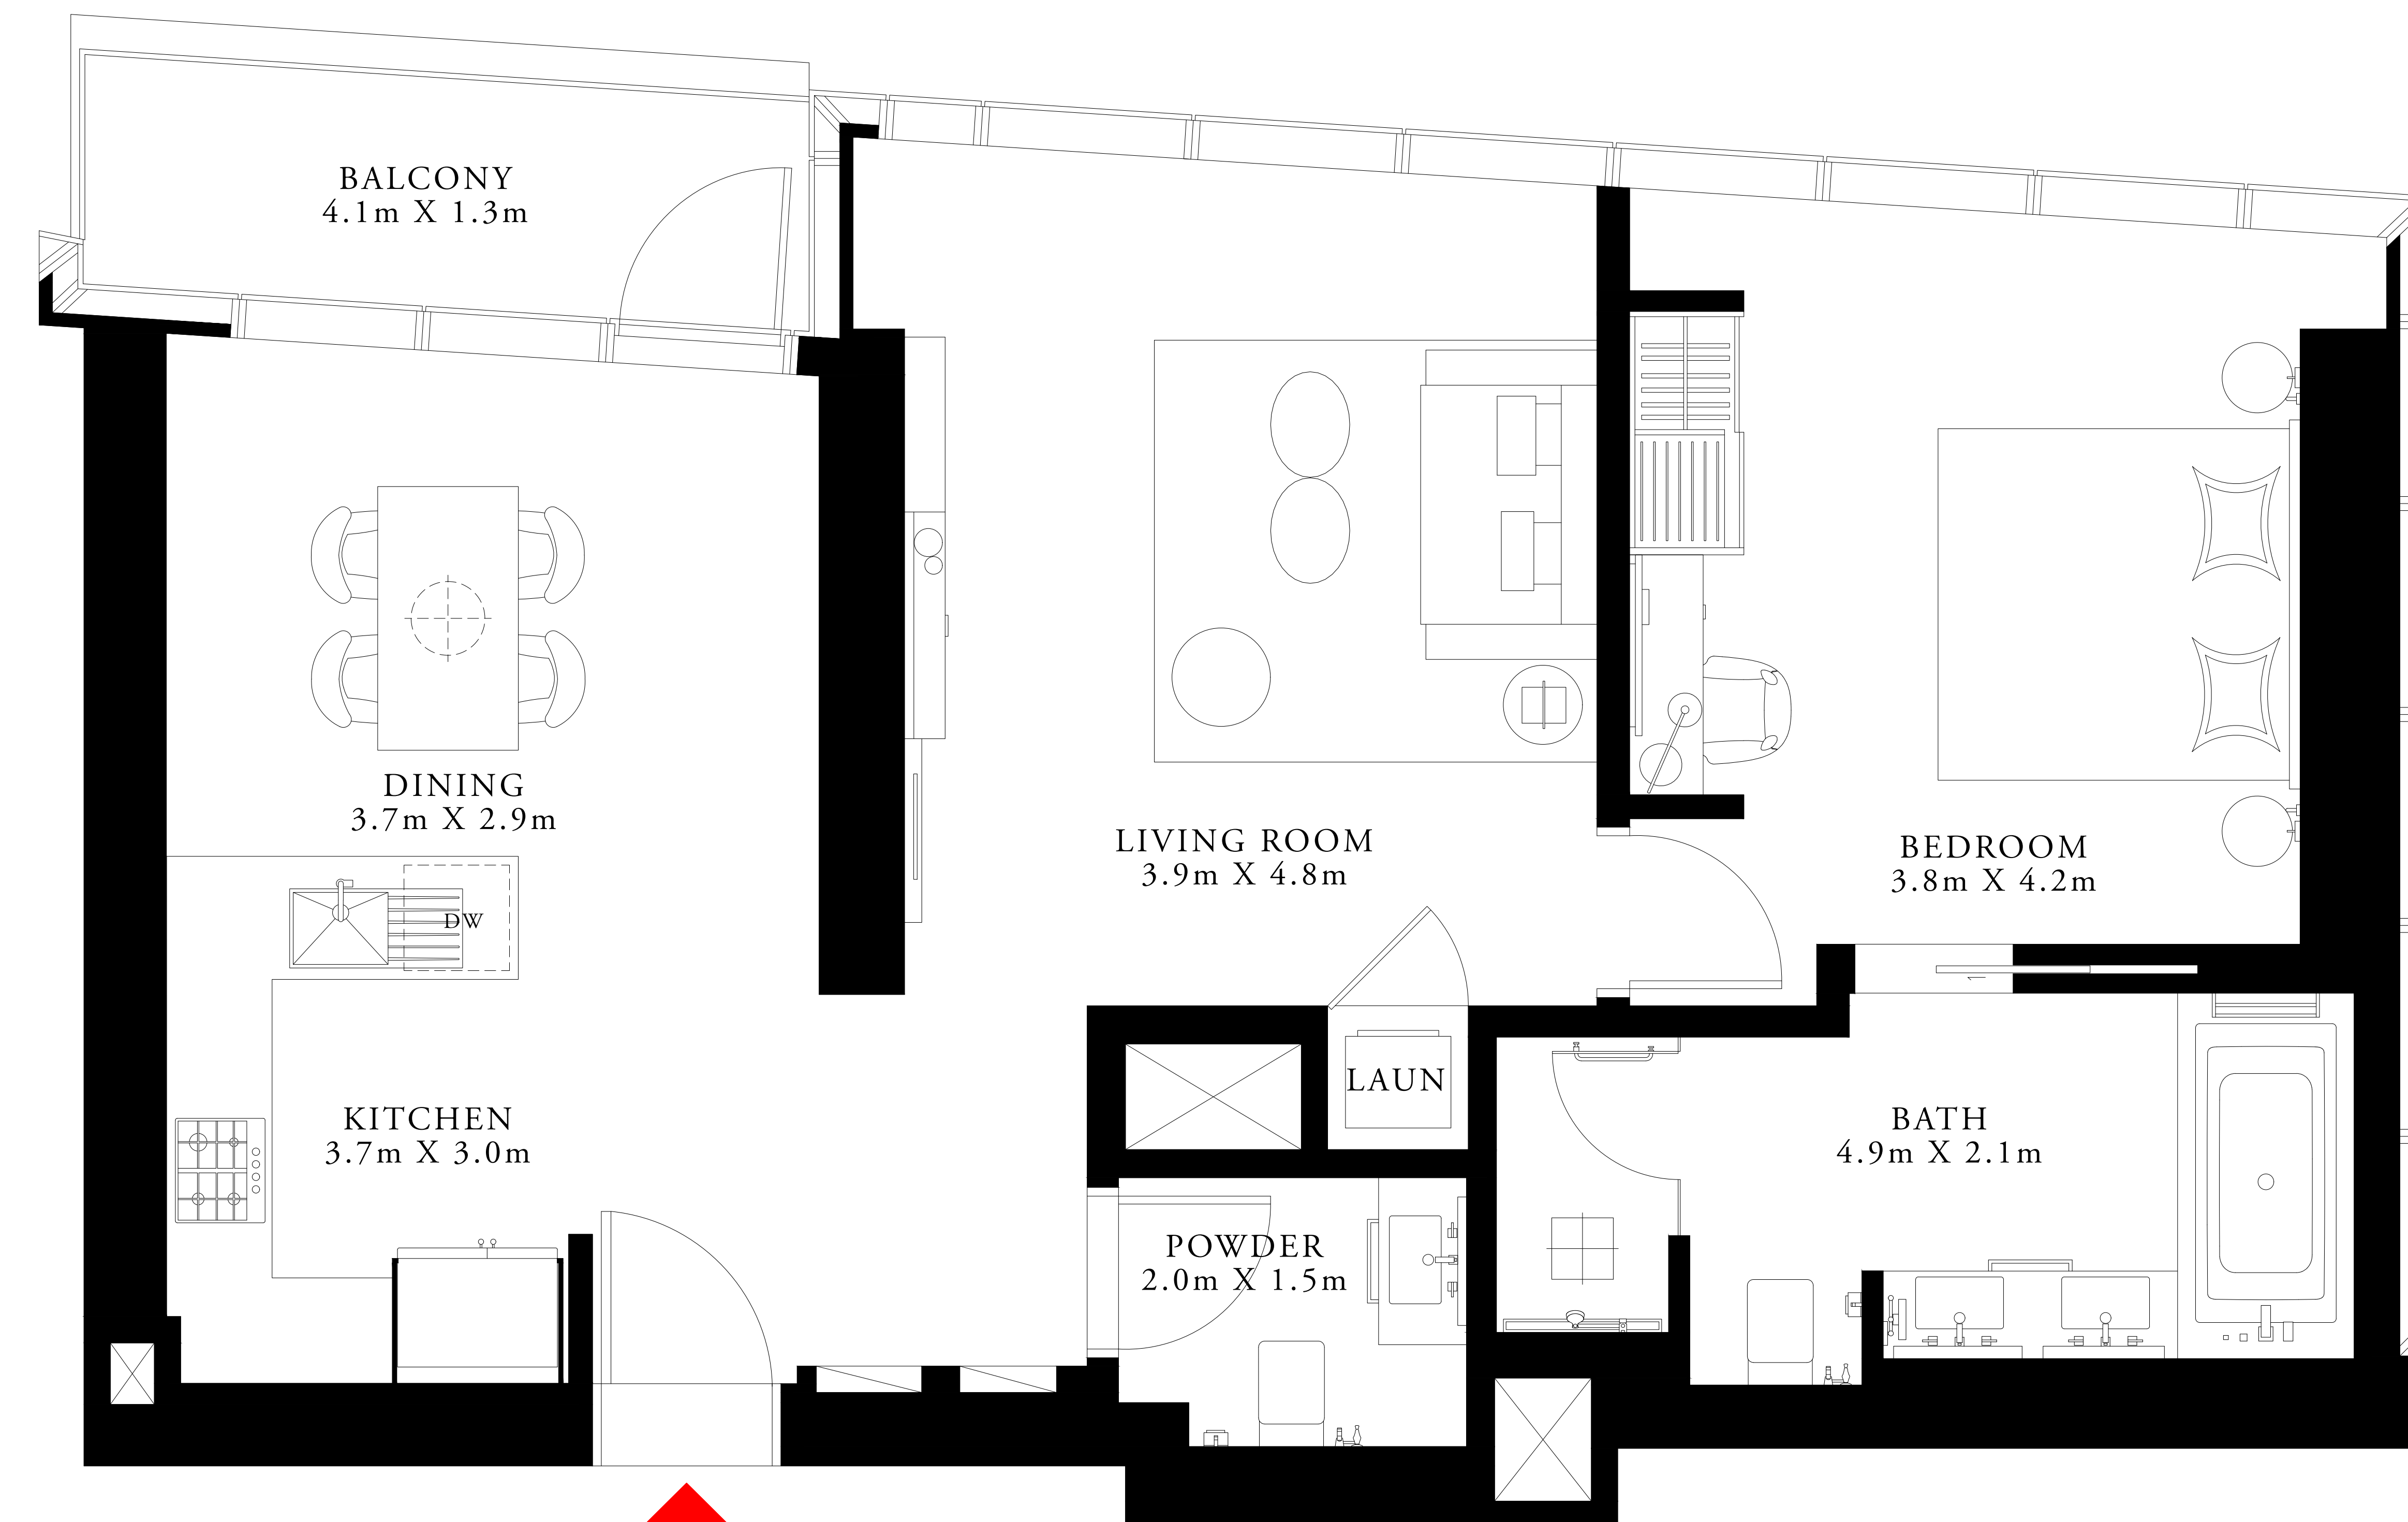 BALCONY
4.1m X 1.3m
DINING
3.7m X 2.9m
LIVING ROOM
3.9m X 4.8m
BEDROOM
3.8m X 4.2m
DW
LAUN
KITCHEN
3.7m X 3.0m
BATH
4.9m X 2.1m
POWDER
2.0m X 1.5m